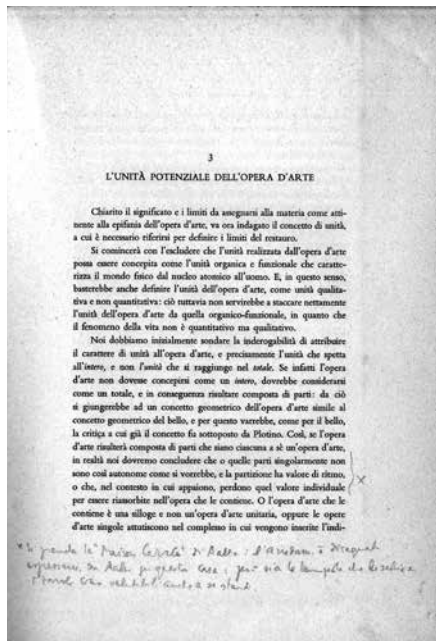 3
L'UNITÀ POTENZIALE DELL'OPERA D'ARTE
Chiarito il significato e i limiti da assegnarsi alla materia come atti-
nente alla epifania dell'opera d'arte, va ora indagato il concetto di unità,
a cui è necessario riferirsi per definire i limiti del restauro.
Si comincerà con l'escludere che l'unità realizzata dall'opera d'arte
possa essere concepita come l'unità organica e funzionale che caratte-
rizza il mondo fisico dal nucleo atomico all'uomo. E, in questo senso,
basterebbe anche definire l'unità dell'opera d'arte, come unità qualita-
tiva e non quantitativa: ciò tuttavia non servirebbe a staccare nettamente
l'unità dell'opera d'arte da quella organico-funzionale, in quanto che
il fenomeno della vita non è quantitativo ma qualitativo.
Noi dobbiamo inizialmente sondare la inderogabilità di attribuire
il carattere di unità all'opera d'arte, e precisamente l'unità che spetta
all'intero, e non l'unità che si raggiunge nel totale. Se infatti l'opera
d'arte non dovesse concepirsi come un intero, dovrebbe considerarsi
come un totale, e in conseguenza risultare composta di parti: da ciò
si giungerebbe ad un concetto geometrico dell'opera d'arte simile al
concetto geometrico del bello, e per questo varrebbe, come per il bello,
la critica a cui già il concetto fu sottoposto da Plotino. Così, se l'opera
d'arte risulterà composta di parti che siano ciascuna a sé un'opera d'arte,
in realtà noi dovremo concludere che o quelle parti singolarmente non
sono così autonome come si vorrebbe, e la partizione ha valore di ritmo,
o che, nel contesto in cui appaiono, perdono quel valore individuale
per essere riassorbite nell'opera che le contiene. O l'opera d'arte che le
contiene è una silloge e non un'opera d'arte unitaria, oppure le opere
d'arte singole attutiscono nel complesso in cui vengono inserite l'indi-
x